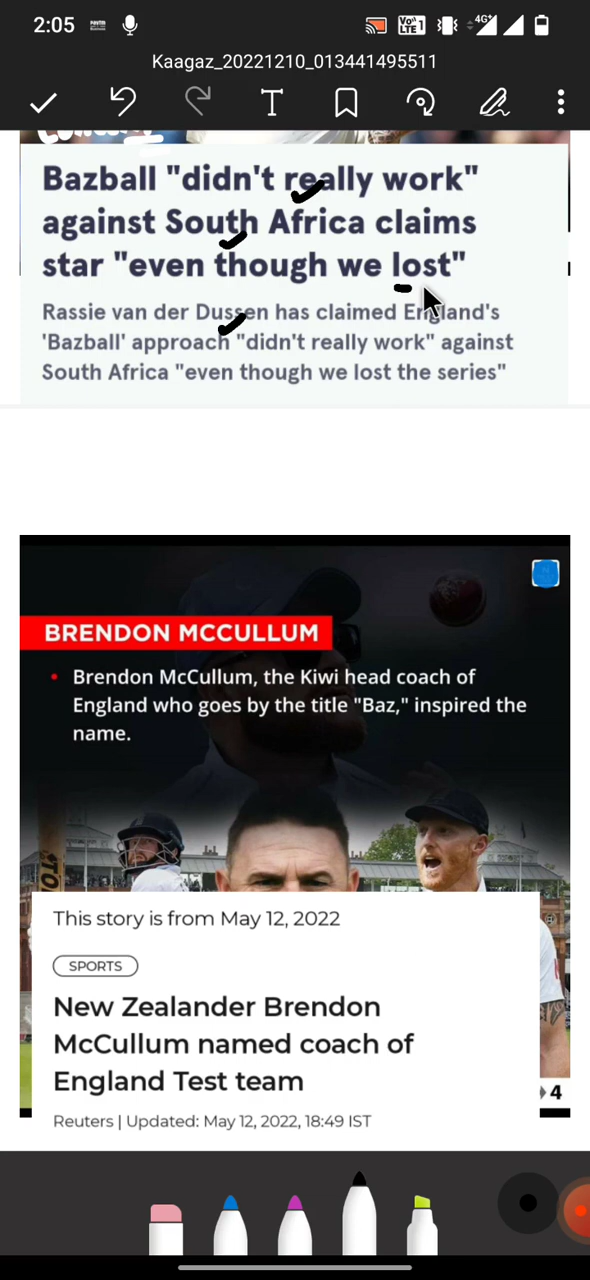 2:05
Vo)
LTE 1
4G+
Kaagaz_20221210_013441495511
T
Bazball "didn't really work"
against South Africa claims
star "even though we lost"
Rassie van der Dussen has claimed England's
'Bazball' approach "didn't really work" against
South Africa "even though we lost the series"
BRENDON MCCULLUM
• Brendon McCullum, the Kiwi head coach of
England who goes by the title "Baz," inspired the
name.
This story is from May 12, 2022
SPORTS
New Zealander Brendon
McCullum named coach of
England Test team
4
Reuters | Updated: May 12, 2022, 18:49 IST